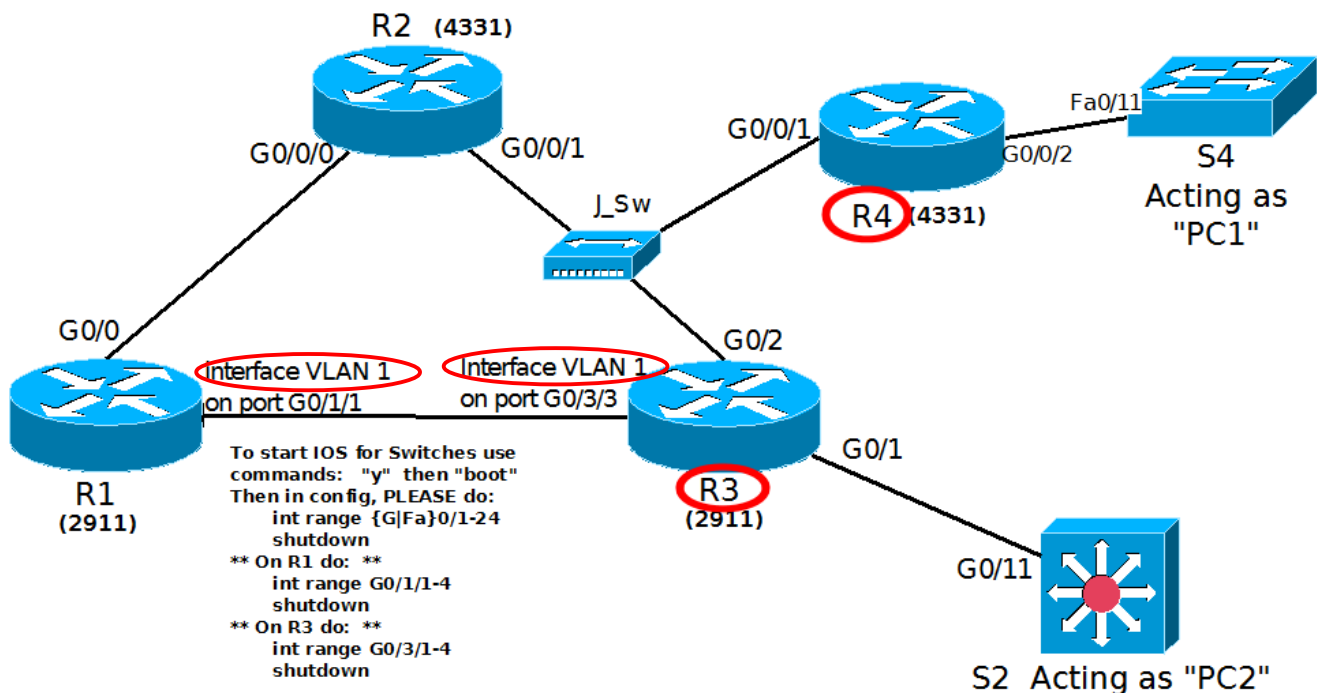 R2 (4331)
G0/0/0
G0/0/1
G0/0/1
Fa0/11
G0/0/2
S4
Acting as
"PC1"
J_Sw
R4 (4331)
G0/0
G0/2
Interface VLAN 1
on port G0/1/1
Interface VLAN 1
on port G0/3/3
R1
(2911)
R3
(2911)
G0/1
To start IOS for Switches use
commands: "y" then "boot"
Then in config, PLEASE do:
int range {G|Fa}0/1-24
shutdown
** On R1 do: **
int range G0/1/1-4
shutdown
** On R3 do: **
int range G0/3/1-4
shutdown
G0/11
S2 Acting as "PC2"